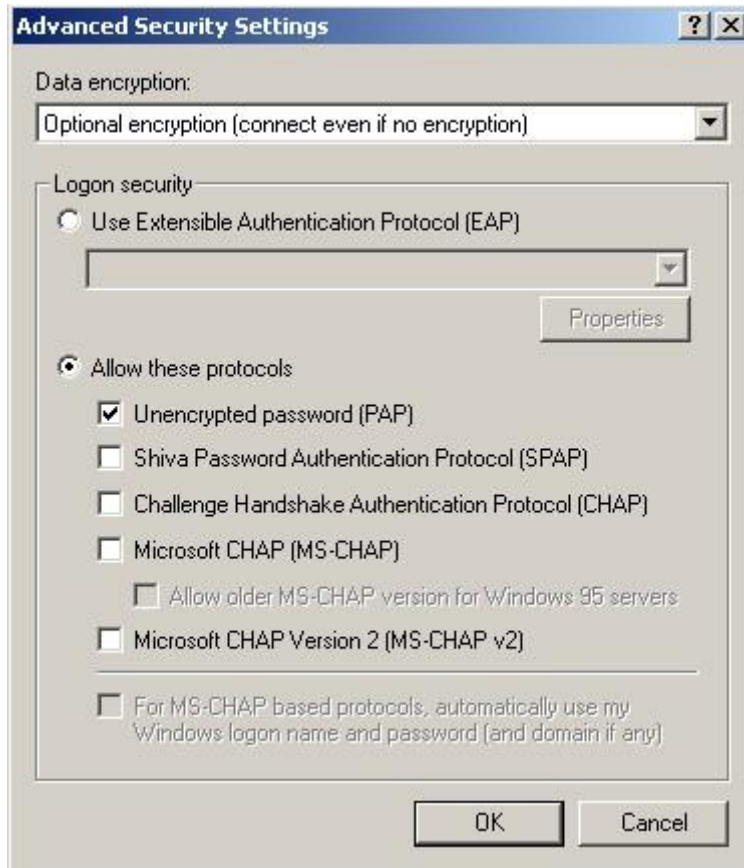 Advanced Security Settings
Data encryption:
Optional encryption (connect even if no encryption)
Logon security
Use Extensible Authentication Protocol (EAP)
Properties
Allow these protocols
Unencrypted password (PAP)
Shiva Password Authentication Protocol (SPAP)
Challenge Handshake Authentication Protocol (CHAP)
Microsoft CHAP (MS-CHAP)
Allow older MS-CHAP version for Windows 95 servers
Microsoft CHAP Version 2 (MS-CHAP v2)
For MS-CHAP based protocols, automatically use my
Windows logon name and password (and domain if any)
OK
Cancel